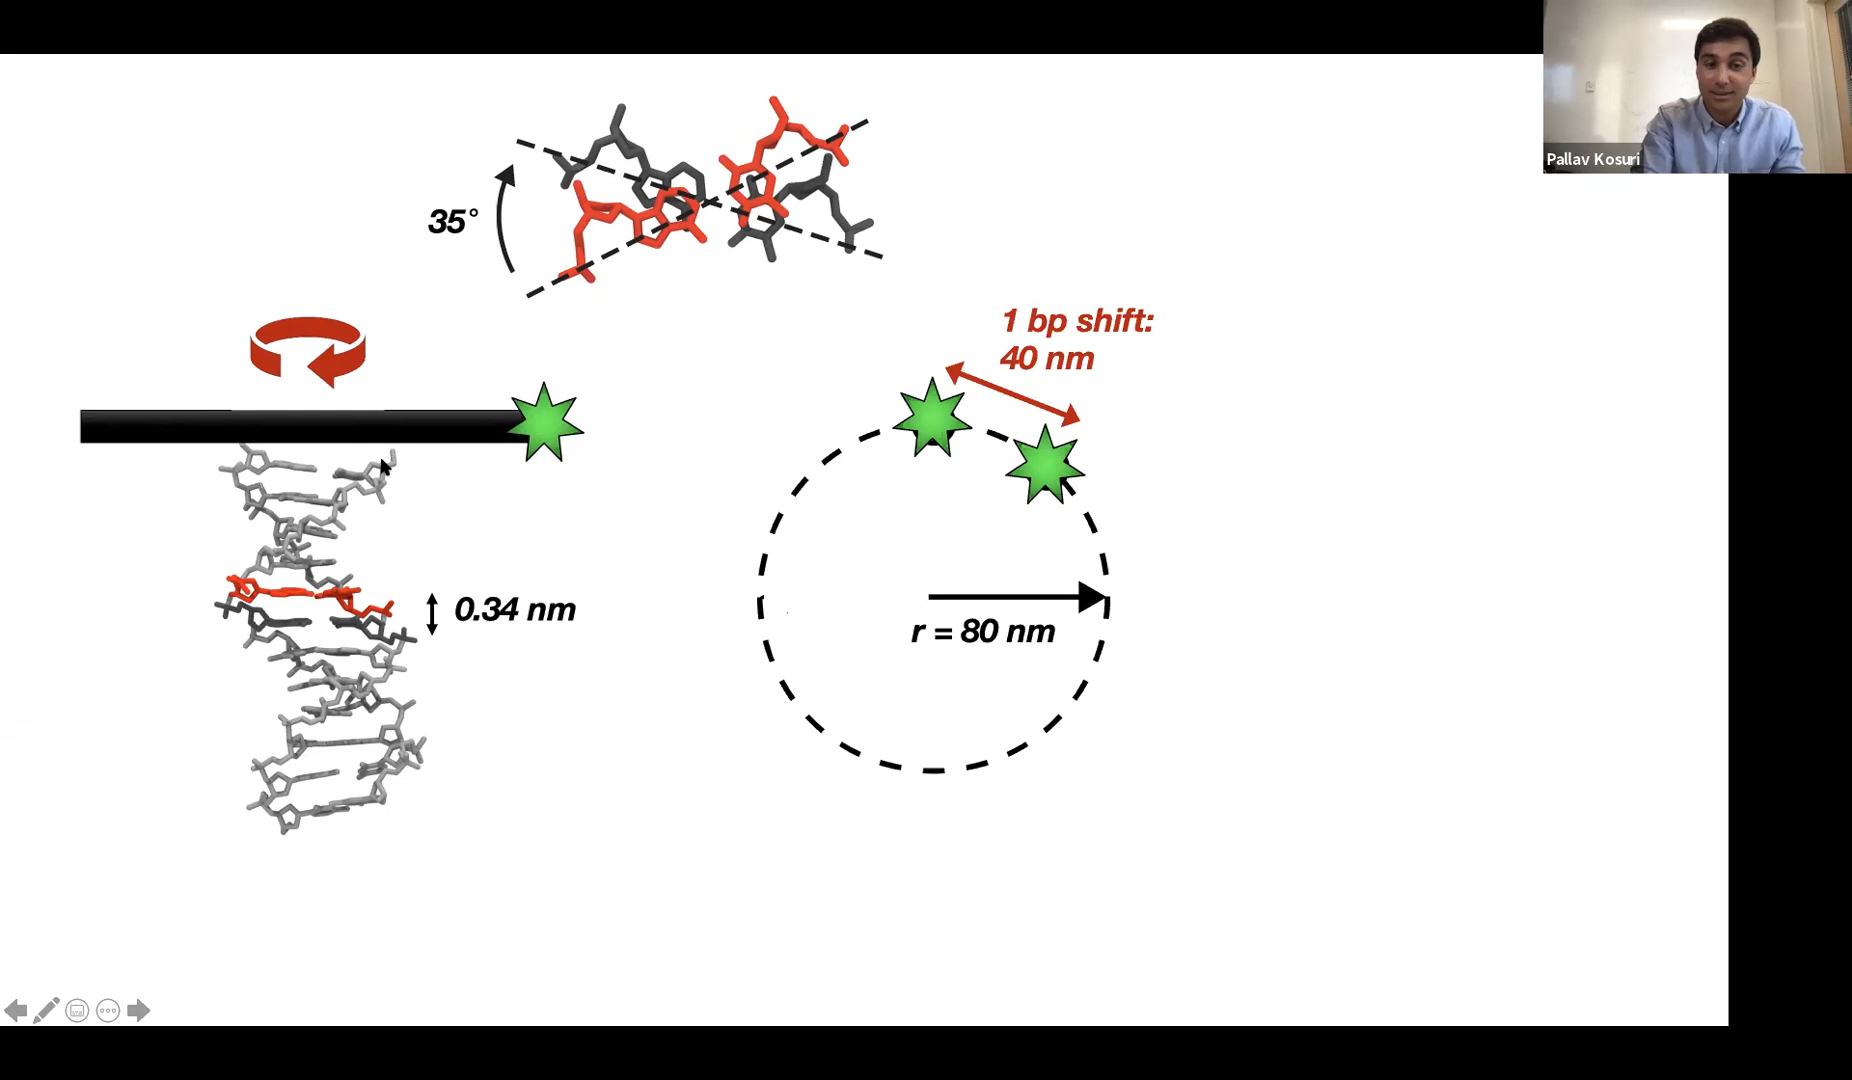 Pallav Kosuri
35°
1 bp shift:
40 nm
0.34 nm
r = 80 nm